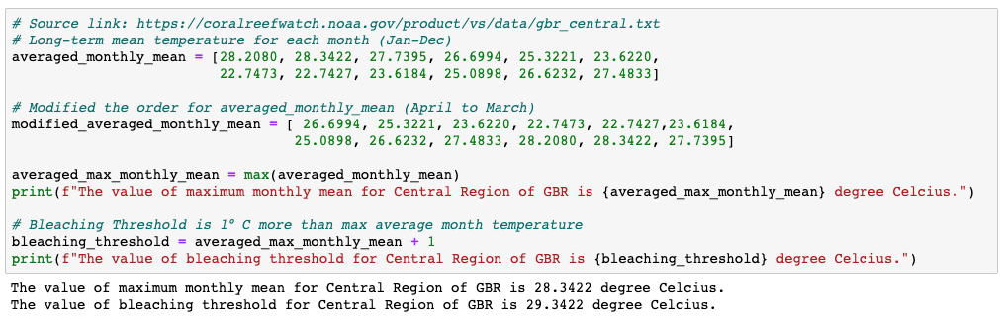 # Source link: https://coralreefwatch.noaa.gov/product/vs/data/gbr_central.txt
# Long-term mean temperature for each month (Jan-Dec)
averaged_monthly_mean = [28.2080, 28.3422, 27.7395, 26.6994, 25.3221, 23.6220,
22.7473, 22.7427, 23.6184, 25.0898, 26.6232, 27.4833]
# Modified the order for averaged_monthly_mean (April to March)
modified_averaged_monthly_mean = [ 26.6994, 25.3221, 23.6220, 22.7473, 22.7427,23.6184,
25.0898, 26.6232, 27.4833, 28.2080, 28.3422, 27.7395]
averaged_max_monthly_mean = max(averaged_monthly_mean)
print(f"The value of maximum monthly mean for Central Region of GBR is {averaged_max_monthly_mean} degree Celcius.")
# Bleaching Threshold is 1° C more than max average month temperature
bleaching_threshold = averaged_max_monthly_mean + 1
print(f"The value of bleaching threshold for Central Region of GBR is {bleaching_threshold} degree Celcius.")
The value of maximum monthly mean for Central Region of GBR is 28.3422 degree Celcius.
The value of bleaching threshold for Central Region of GBR is 29.3422 degree Celcius.